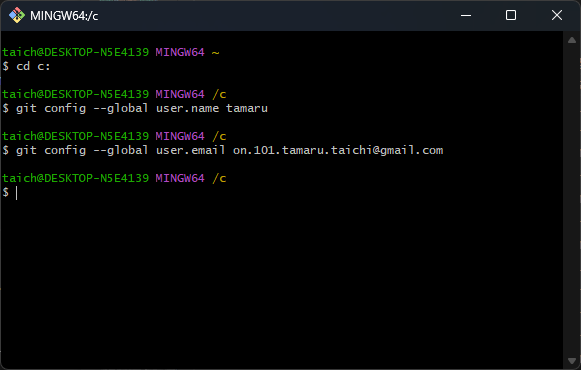 MINGW64:/c
taich@DESKTOP-N5E4139 MINGW64 ~
$ cd c:
taich@DESKTOP-N5E4139 MINGW64 /c
$ git config --global user.name tamaru
taich@DESKTOP-N5E4139 MINGW64 /c
$ git config --global user.email on.101.tamaru.taichi@gmail.com
taich@DESKTOP-N5E4139 MINGW64 /c
$